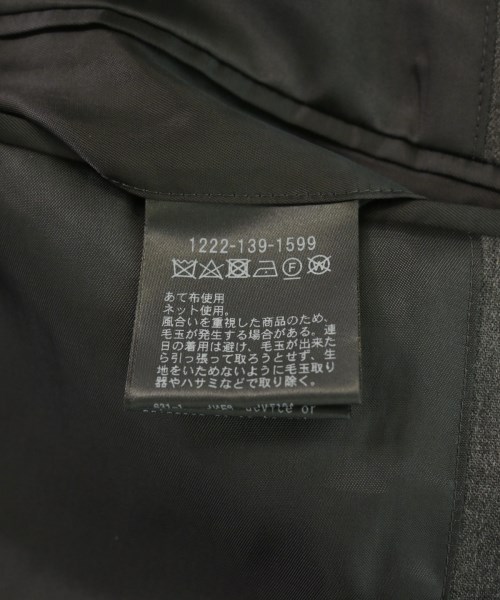 1222-139-1599
あて布使用
ネット使用。
風合いを重視した商品のため、
毛玉が発生する場合がある。連
日の着用は避け、毛玉が出来た
ら引っ張って取ろうとせず、生
地をいためないように毛玉取り
器やハサミなどで取り除く。